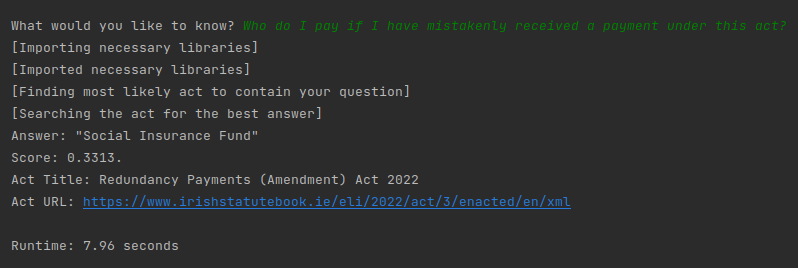 What would you like to know? Who do I pay if I have mistakenly received a payment under this act?
[Importing necessary libraries]
[Imported necessary libraries]
[Finding most likely act to contain your question]
[Searching the act for the best answer]
Answer: "Social Insurance Fund"
Score: 0.3313.
Act Title: Redundancy Payments (Amendment) Act 2022
Act URL: https://www.irishstatutebook.ie/eli/2022/act/3/enacted/en/xml
Runtime: 7.96 seconds